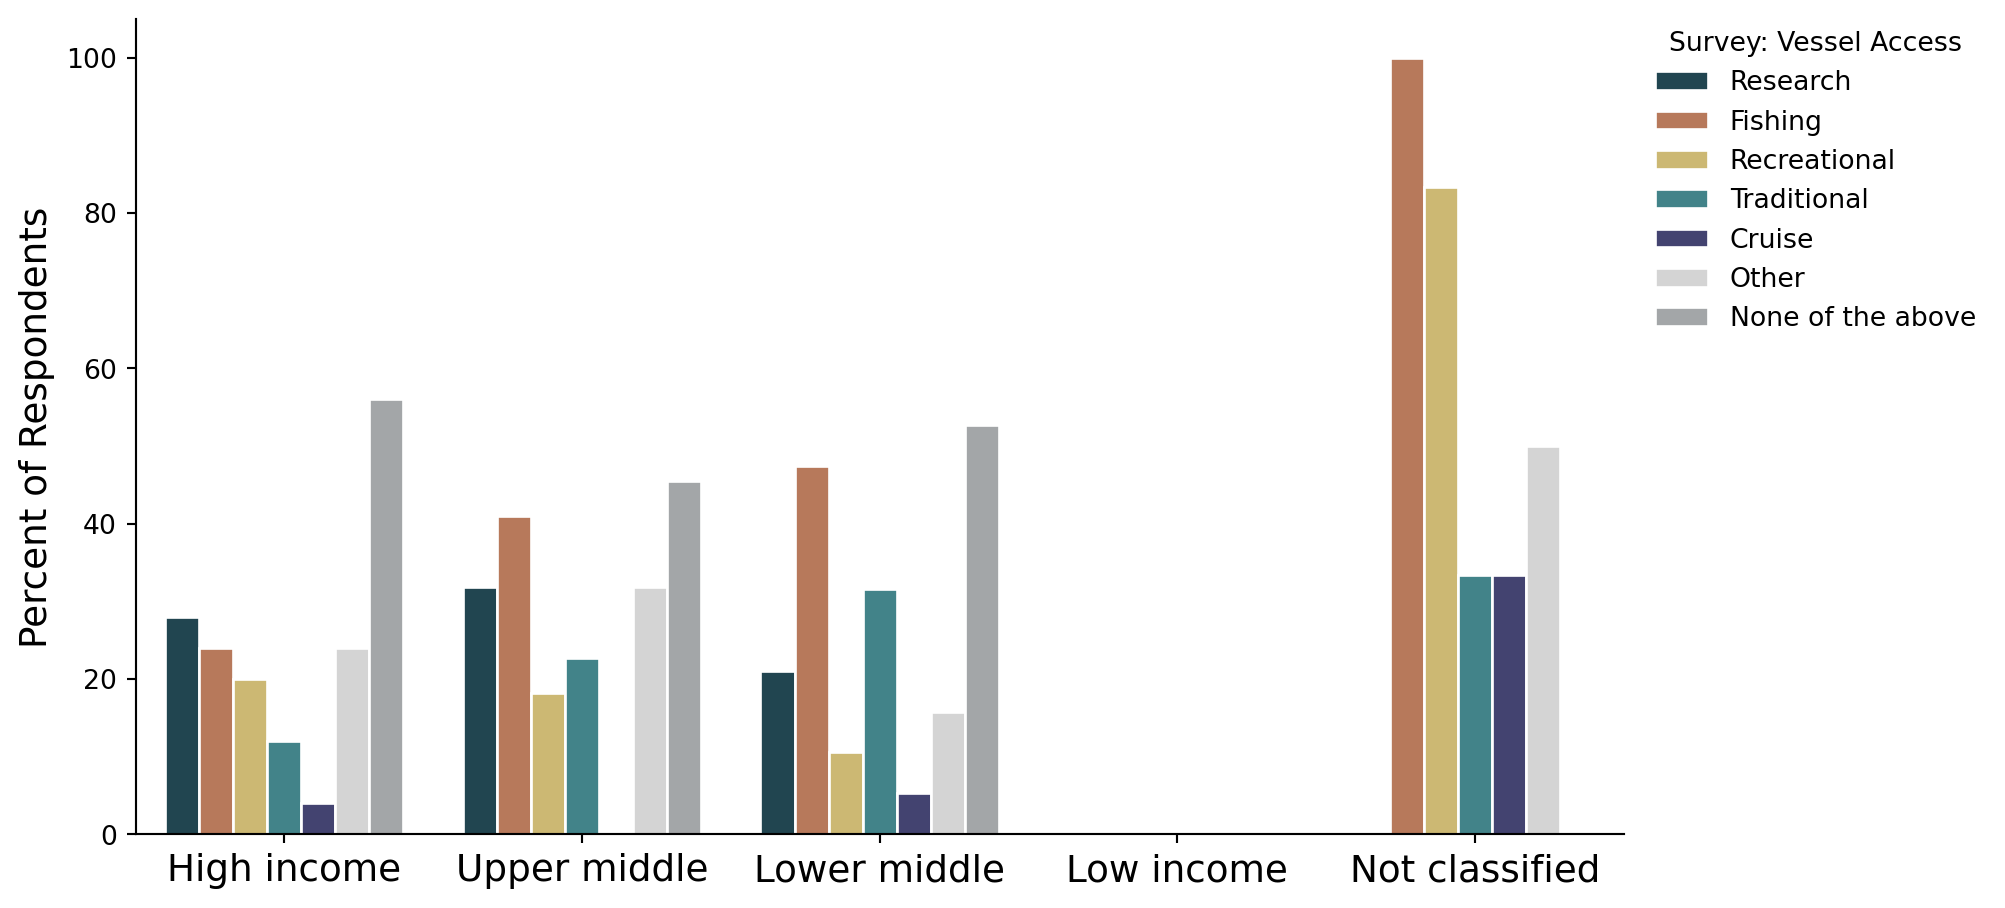 Survey: Vessel Access
Research
Fishing
Recreational
Traditional
Cruise
Other
None of the above
Percent of Respondents
100
80
60
40
20
0
High income
Upper middle
Lower middle
Low income
Not classified